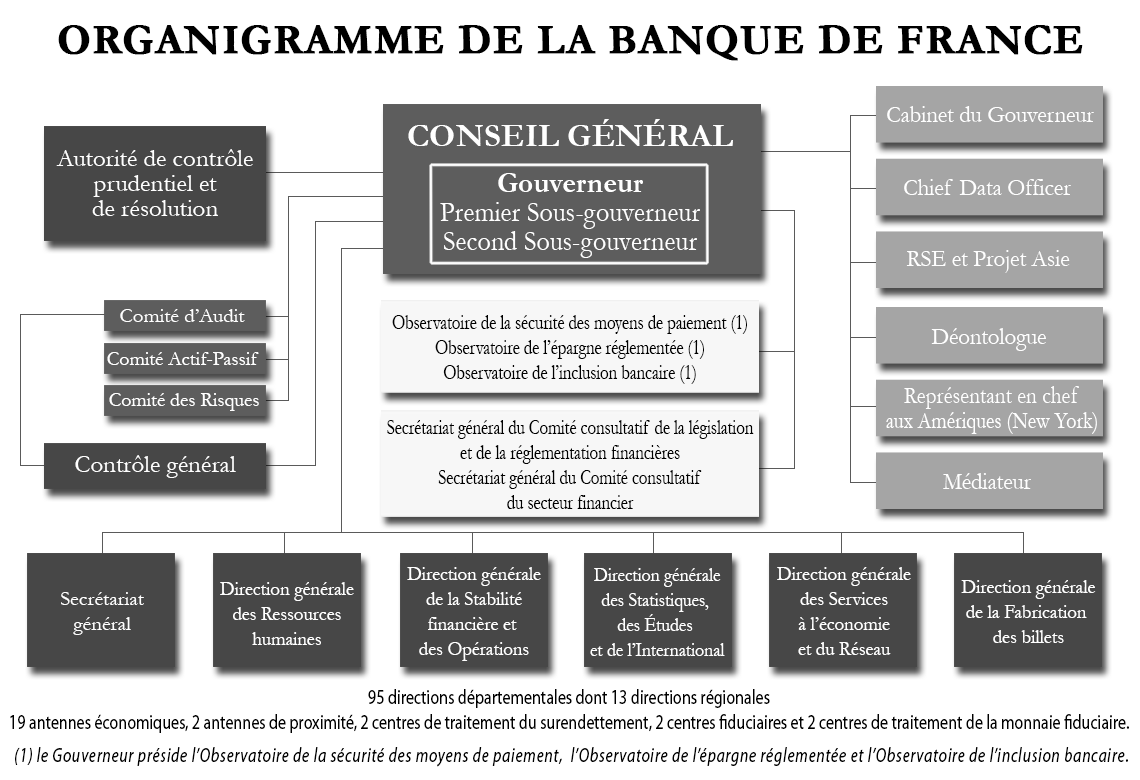 ORGANIGRAMME DE LA BANQUE DE FRANCE
Autorité de contrôle
prudentiel et
de résolution
CONSEIL GÉNÉRAL
Gouverneur
Premier Sous-gouverneur
Second Sous-gouverneur
Cabinet du Gouverneur
Chief Data Officer
RSE et Projet Asie
Déontologue
Représentant en chef
aux Amériques (New York)
Médiateur
Comité d'Audit
Comité Actif-Passif
Comité des Risques
Contrôle général
Observatoire de la sécurité des moyens de paiement (1)
Observatoire de l'épargne réglementée (1)
Observatoire de l'inclusion bancaire (1)
Secrétariat général du Comité consultatif de la législation
et de la réglementation financières
Secrétariat général du Comité consultatif
du secteur financier
Secrétariat
général
Direction générale
des Ressources
humaines
Direction générale
de la Stabilité
financière et
des Opérations
Direction générale
des Statistiques,
des Études
et de l'International
Direction générale
des Services
à l'économie
et du Réseau
Direction générale
de la Fabrication
des billets
95 directions départementales dont 13 directions régionales
19 antennes économiques, 2 antennes de proximité, 2 centres de traitement du surendettement, 2 centres fiduciaires et 2 centres de traitement de la monnaie fiduciaire.
(1) le Gouverneur préside l'Observatoire de la sécurité des moyens de paiement, l'Observatoire de l'épargne réglementée et l'Observatoire de l'inclusion bancaire.